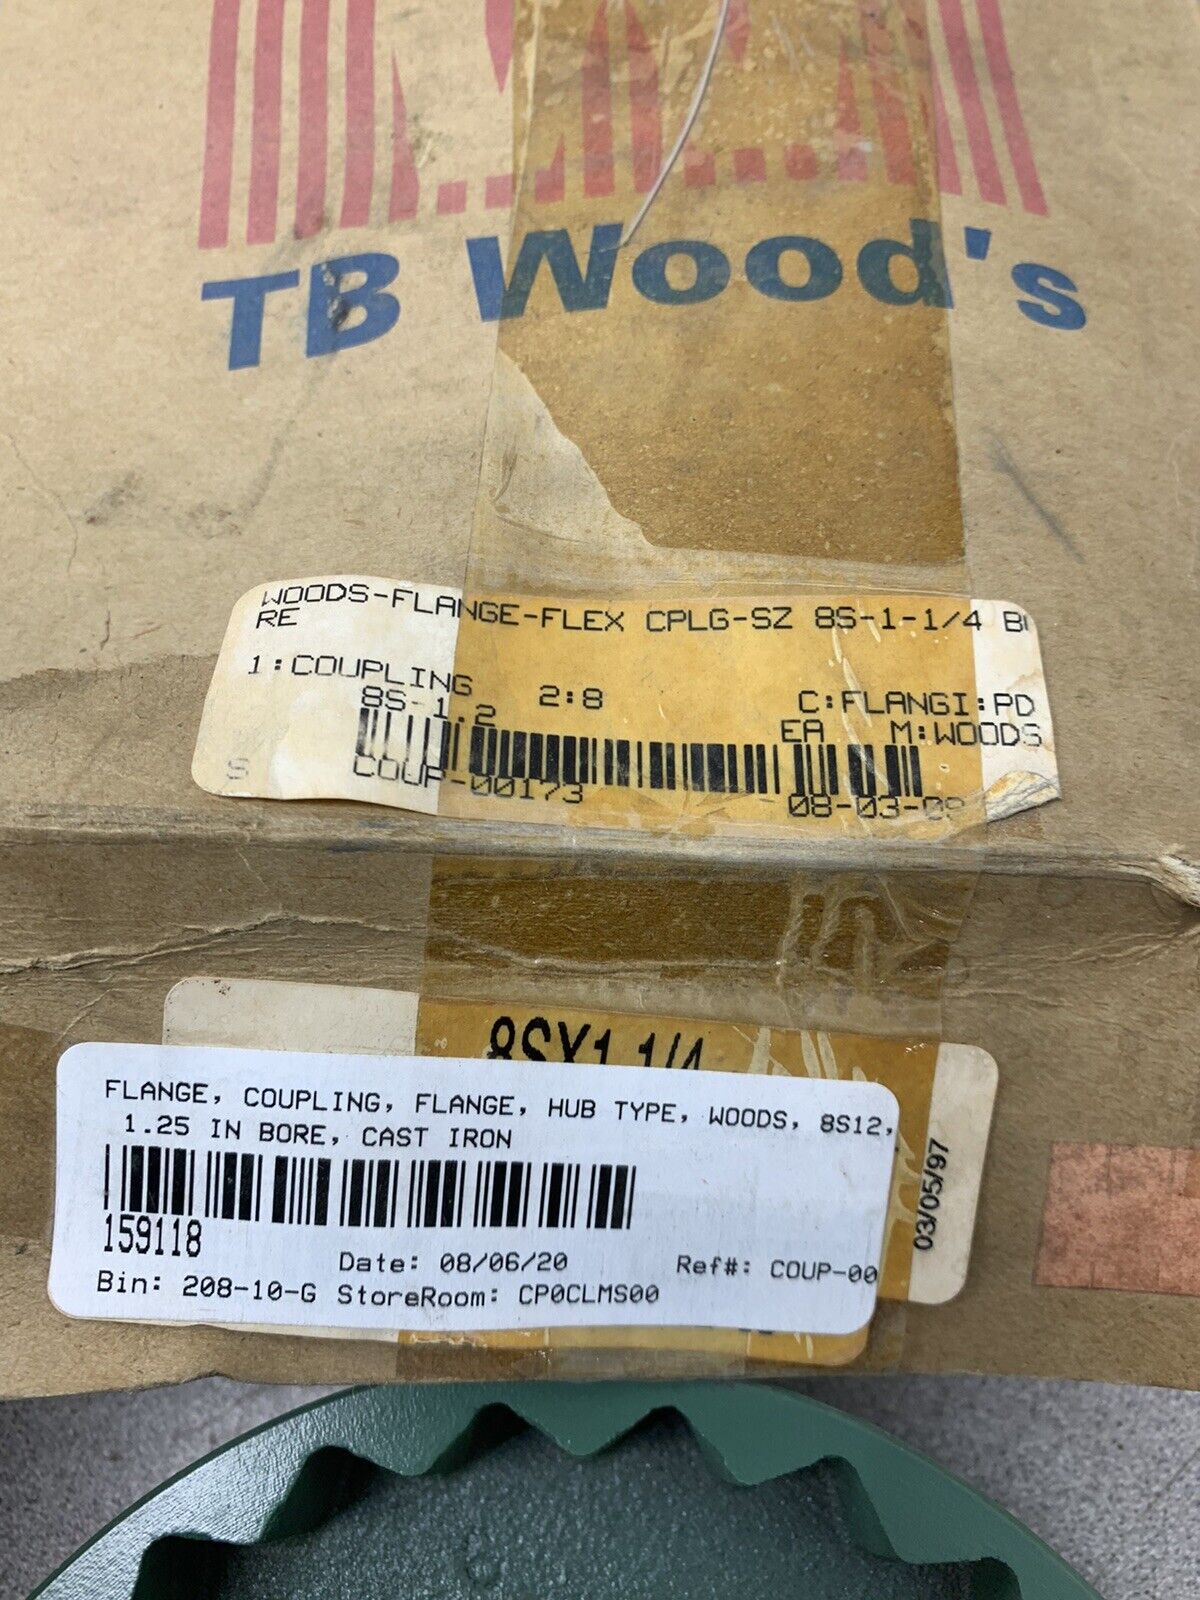 TB Wood's
WOODS-FLANGE-FLEX CPLG-SZ 8S-1-1/4 B
RE
1:COUPLING 2:8 C:FLANGI:PD
8S-1.2 EA M:WOODS
S COUP-00173 08-03-09
8SX1 1/4
03/05/97
FLANGE, COUPLING, FLANGE, HUB TYPE, WOODS, 8S12,
1.25 IN BORE, CAST IRON
159118
Date: 08/06/20 Ref#: COUP-00
Bin: 208-10-G StoreRoom: CP0CLMS00